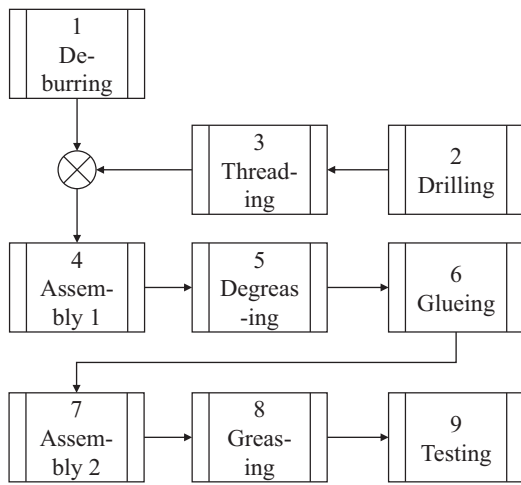 1
De-
burring
3
Thread-
ing
2
Drilling
4
Assem-
bly 1
5
Degreas
-ing
6
Glueing
7
Assem-
bly 2
8
Greas-
ing
9
Testing